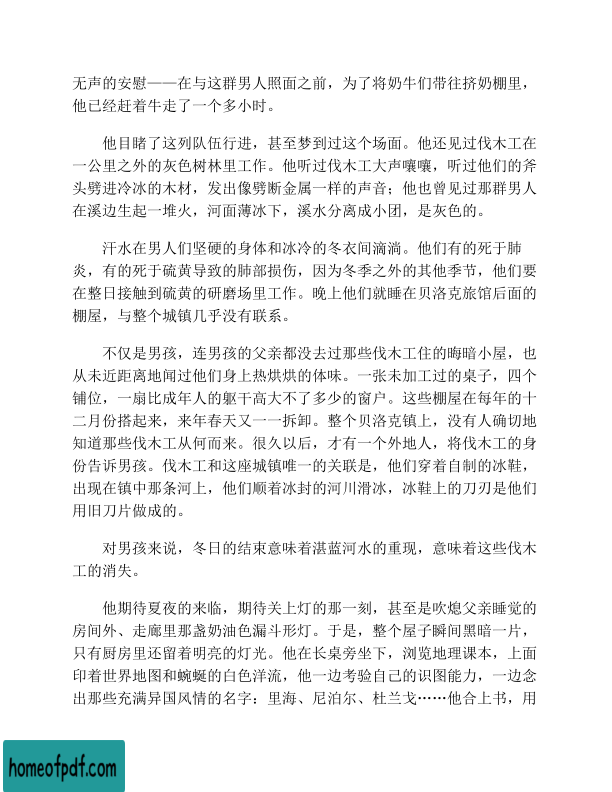 无声的安慰——在与这群男人照面之前，为了将奶牛们带往挤奶棚里，
他已经赶着牛走了一个多小时。
他目睹了这列队伍行进，甚至梦到过这个场面。他还见过伐木工在
一公里之外的灰色树林里工作。他听过伐木工大声嚷嚷，听过他们的斧
头劈进冷冰的木材，发出像劈断金属一样的声音；他也曾见过那群男人
在溪边生起一堆火，河面薄冰下，溪水分离成小团，是灰色的。
汗水在男人们坚硬的身体和冰冷的冬衣间滴淌。他们有的死于肺
炎，有的死于硫黄导致的肺部损伤，因为冬季之外的其他季节，他们要
在整日接触到硫黄的研磨场里工作。晚上他们就睡在贝洛克旅馆后面的
棚屋，与整个城镇几乎没有联系。
不仅是男孩，连男孩的父亲都没去过那些伐木工住的晦暗小屋，也
从未近距离地闻过他们身上热烘烘的体味。一张未加工过的桌子，四个
铺位，一扇比成年人的躯干高大不了多少的窗户。这些棚屋在每年的十
二月份搭起来，来年春天又一一拆卸。整个贝洛克镇上，没有人确切地
知道那些伐木工从何而来。很久以后，才有一个外地人，将伐木工的身
份告诉男孩。伐木工和这座城镇唯一的关联是，他们穿着自制的冰鞋，
出现在镇中那条河上，他们顺着冰封的河川滑冰，冰鞋上的刀刃是他们
用旧刀片做成的。
对男孩来说，冬日的结束意味着湛蓝河水的重现，意味着这些伐木
工的消失。
他期待夏夜的来临，期待关上灯的那一刻，甚至是吹熄父亲睡觉的
房间外、走廊里那盏奶油色漏斗形灯。于是，整个屋子瞬间黑暗一片，
只有厨房里还留着明亮的灯光。他在长桌旁坐下，浏览地理课本，上面
印着世界地图和蜿蜒的白色洋流，他一边考验自己的识图能力，一边念
出那些充满异国风情的名字：里海、尼泊尔、杜兰戈……他合上书，用
homeofpdf.com